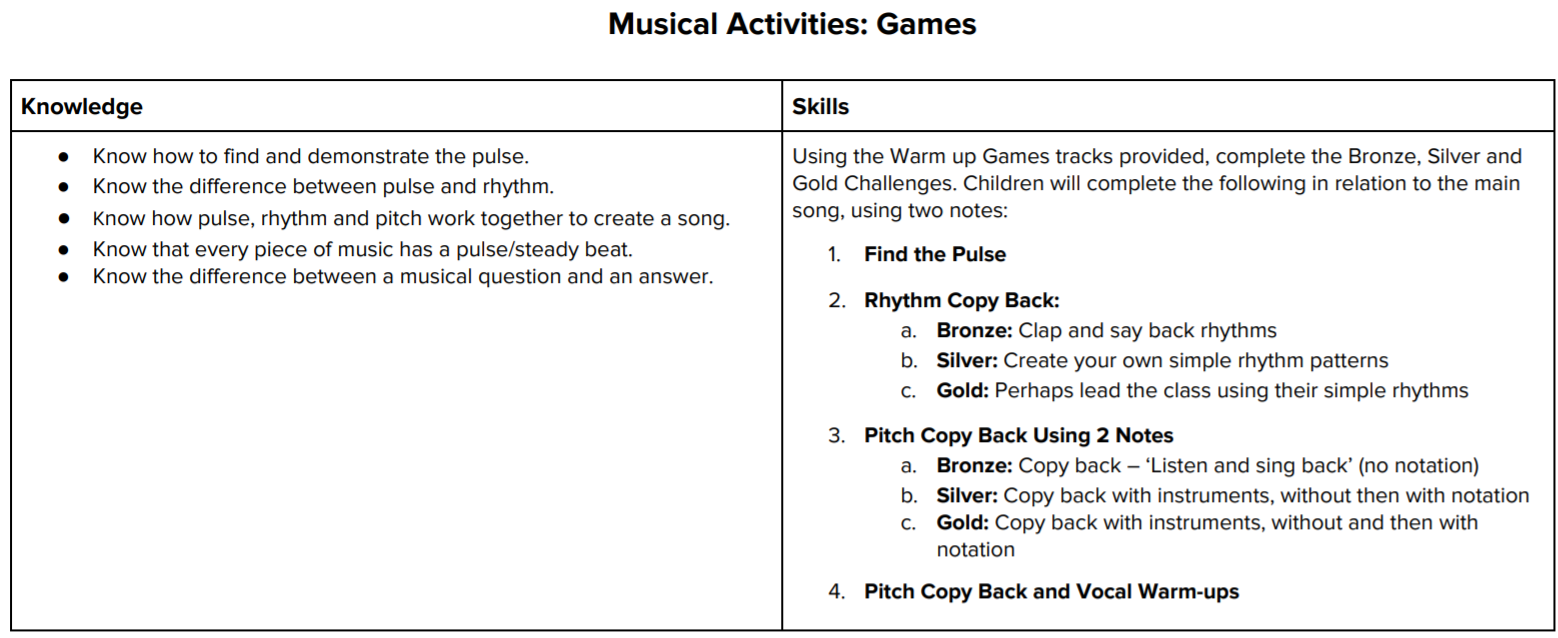 Musical Activities: Games
Knowledge
● Know how to find and demonstrate the pulse.
● Know the difference between pulse and rhythm.
● Know how pulse, rhythm and pitch work together to create a song.
● Know that every piece of music has a pulse/steady beat.
● Know the difference between a musical question and an answer.
Skills
Using the Warm up Games tracks provided, complete the Bronze, Silver and
Gold Challenges. Children will complete the following in relation to the main
song, using two notes:
1. Find the Pulse
2. Rhythm Copy Back:
a. Bronze: Clap and say back rhythms
b. Silver: Create your own simple rhythm patterns
c. Gold: Perhaps lead the class using their simple rhythms
3. Pitch Copy Back Using 2 Notes
a. Bronze: Copy back – ‘Listen and sing back’ (no notation)
b. Silver: Copy back with instruments, without then with notation
c. Gold: Copy back with instruments, without and then with
notation
4. Pitch Copy Back and Vocal Warm-ups